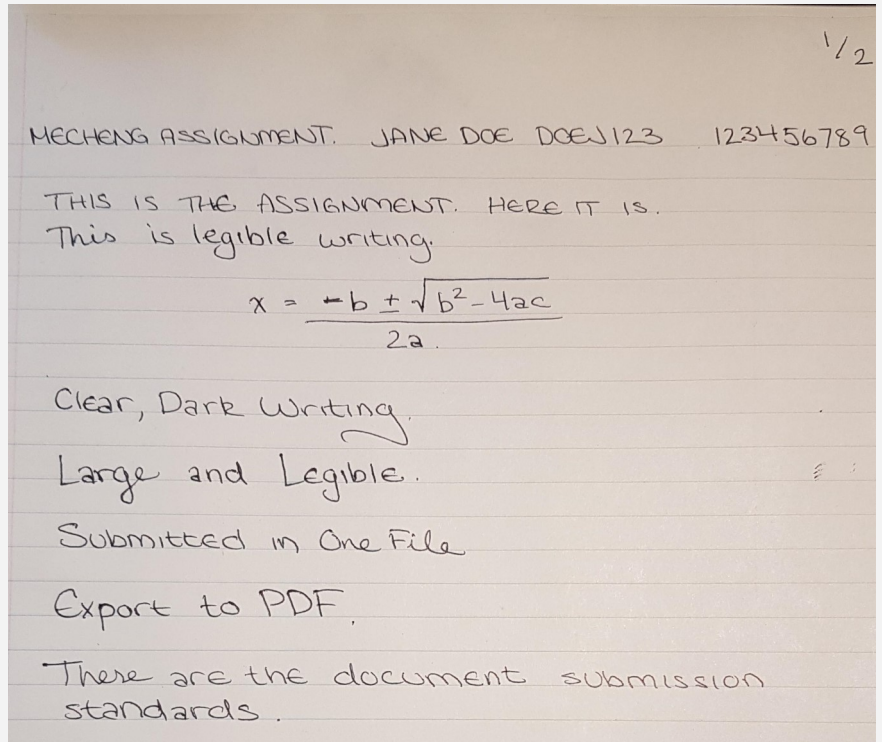 1/2
MECHENG ASSIGNMENT. JANE DOE DOEJ123 123456789
THIS IS THE ASSIGNMENT. HERE IT IS.
This is legible writing.
x = -b ± √b² - 4ac
2a.
Clear, Dark Writing.
Large and Legible.
Submitted in One File
Export to PDF.
There are the document submission
standards.